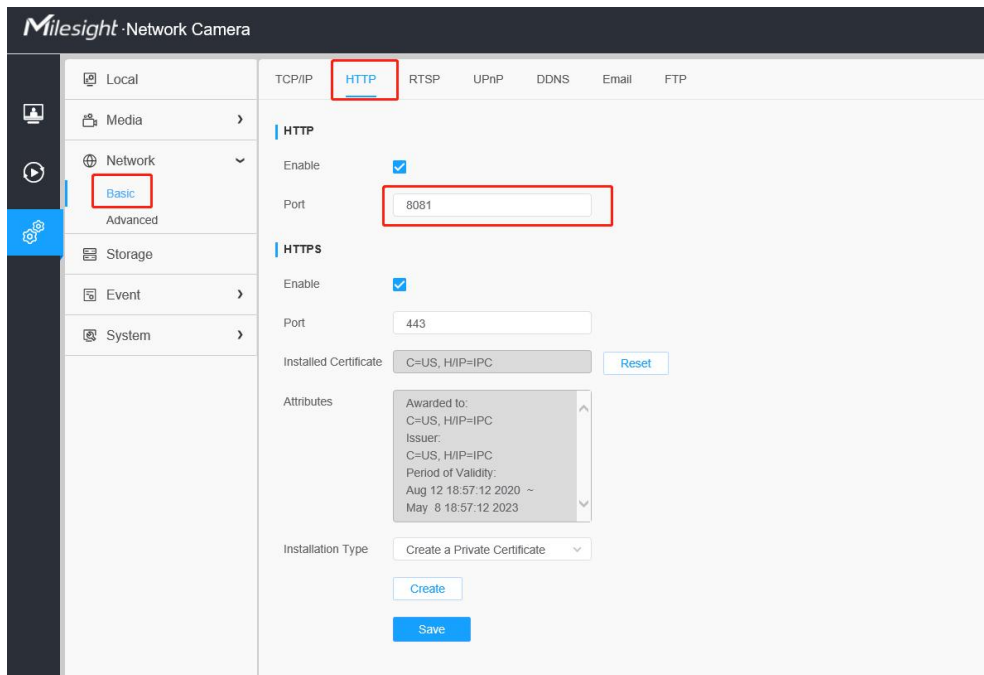 Milesight ·Network Camera
Local
Media
Network
Basic
Advanced
Storage
Event
System
TCP/IP HTTP RTSP UPnP DDNS Email FTP
HTTP
Enable
Port 8081
HTTPS
Enable
Port 443
Installed Certificate C=US, H/IP=IPC Reset
Attributes Awarded to:
C=US, H/IP=IPC
Issuer:
C=US, H/IP=IPC
Period of Validity:
Aug 12 18:57:12 2020 ~
May 8 18:57:12 2023
Installation Type Create a Private Certificate
Create
Save